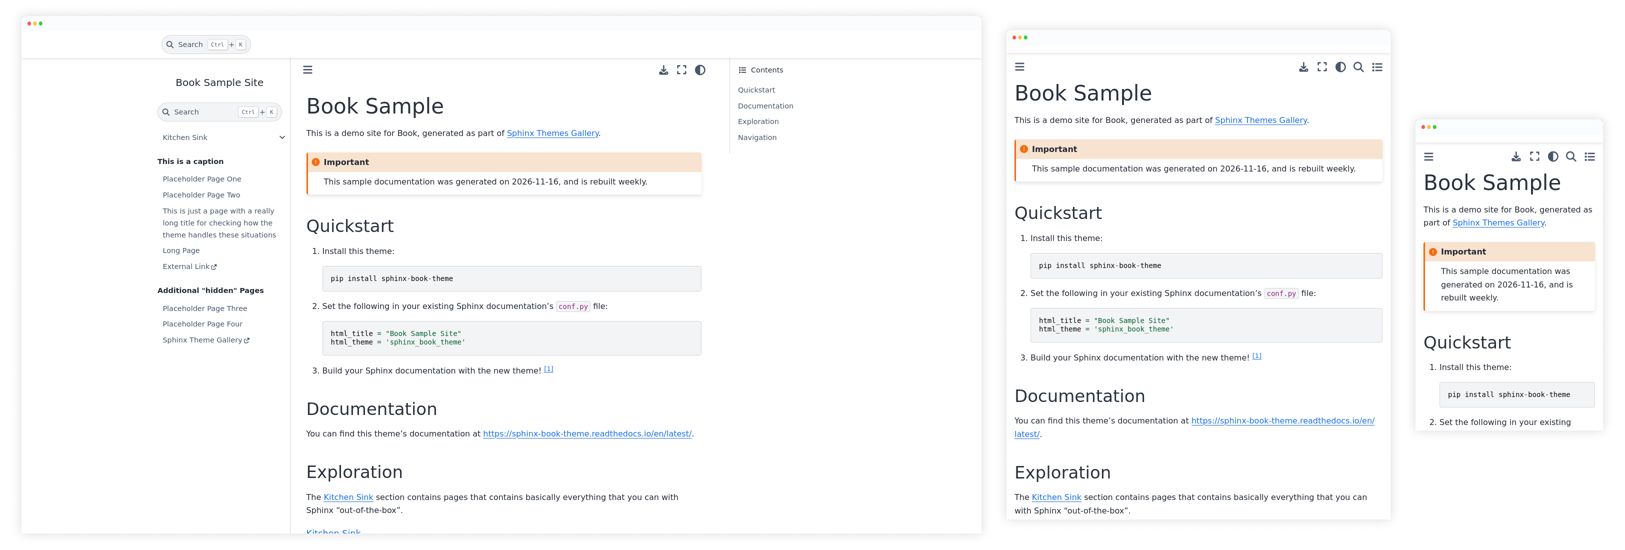 Search Ctrl + K
Book Sample Site
Search Ctrl + K
Kitchen Sink
This is a caption
Placeholder Page One
Placeholder Page Two
This is just a page with a really
long title for checking how the
theme handles these situations
Long Page
External Link
Additional "hidden" Pages
Placeholder Page Three
Placeholder Page Four
Sphinx Theme Gallery
Book Sample
This is a demo site for Book, generated as part of Sphinx Themes Gallery.
Important
This sample documentation was generated on 2026-11-16, and is rebuilt weekly.
Quickstart
1. Install this theme:
pip install sphinx-book-theme
2. Set the following in your existing Sphinx documentation’s conf.py file:
html_title = "Book Sample Site"
html_theme = 'sphinx_book_theme'
3. Build your Sphinx documentation with the new theme! [1]
Documentation
You can find this theme’s documentation at https://sphinx-book-theme.readthedocs.io/en/latest/.
Exploration
The Kitchen Sink section contains pages that contains basically everything that you can with
Sphinx “out-of-the-box”.
Kitchen Sink
Contents
Quickstart
Documentation
Exploration
Navigation
Book Sample
This is a demo site for Book, generated as part of Sphinx Themes Gallery.
Important
This sample documentation was generated on 2026-11-16, and is rebuilt weekly.
Quickstart
1. Install this theme:
pip install sphinx-book-theme
2. Set the following in your existing Sphinx documentation’s conf.py file:
html_title = "Book Sample Site"
html_theme = 'sphinx_book_theme'
3. Build your Sphinx documentation with the new theme! [1]
Documentation
You can find this theme’s documentation at https://sphinx-book-theme.readthedocs.io/en/
latest/.
Exploration
The Kitchen Sink section contains pages that contains basically everything that you can
with Sphinx “out-of-the-box”.
Book Sample
This is a demo site for Book, generated as
part of Sphinx Themes Gallery.
Important
This sample documentation was
generated on 2026-11-16, and is
rebuilt weekly.
Quickstart
1. Install this theme:
pip install sphinx-book-theme
2. Set the following in your existing